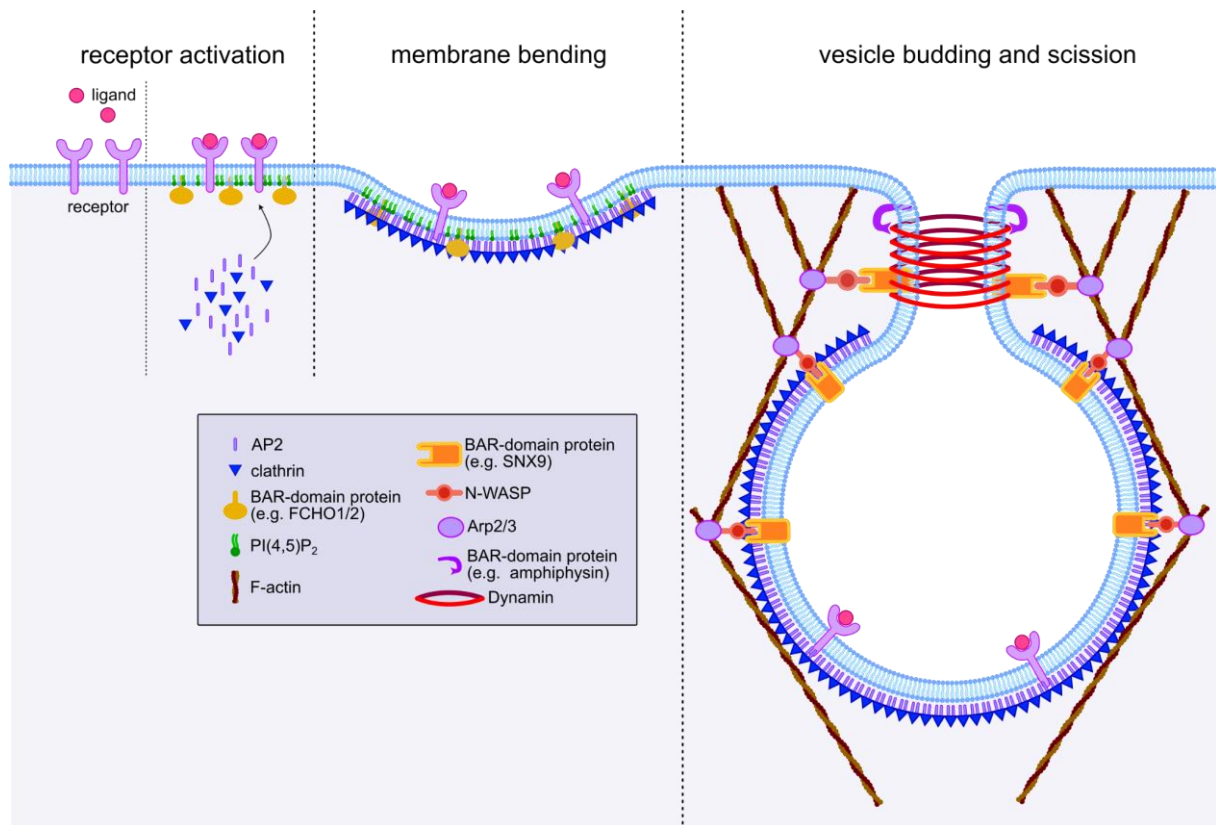 receptor activation
membrane bending
vesicle budding and scission
ligand
receptor
AP2
clathrin
BAR-domain protein
(e.g. FCHO1/2)
PI(4,5)P₂
F-actin
BAR-domain protein
(e.g. SNX9)
N-WASP
Arp2/3
BAR-domain protein
(e.g. amphiphysin)
Dynamin